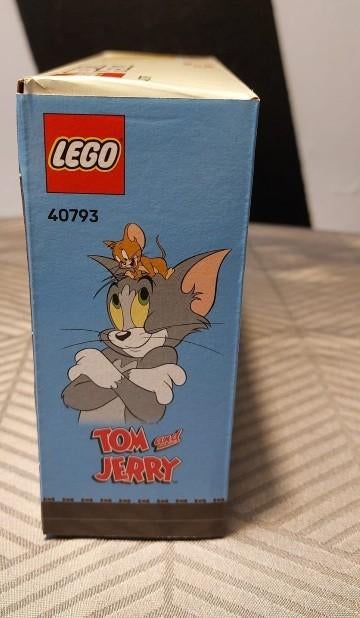 LEGO
40793
TOM and
JERRY